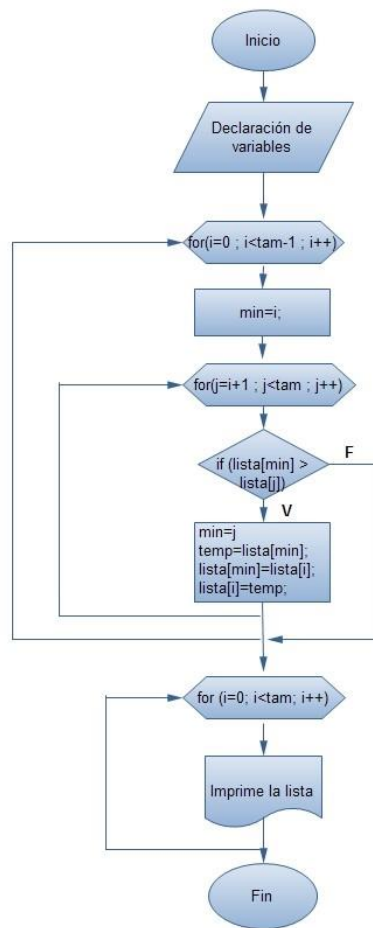 Inicio
Declaración de
variables
for(i=0 ; i<tam-1 ; i++)
min=i;
for(j=i+1 ; j<tam ; j++)
if (lista[min] >
lista[j])
F
V
min=j
temp=lista[min];
lista[min]=lista[i];
lista[i]=temp;
for (i=0; i<tam; i++)
Imprime la lista
Fin